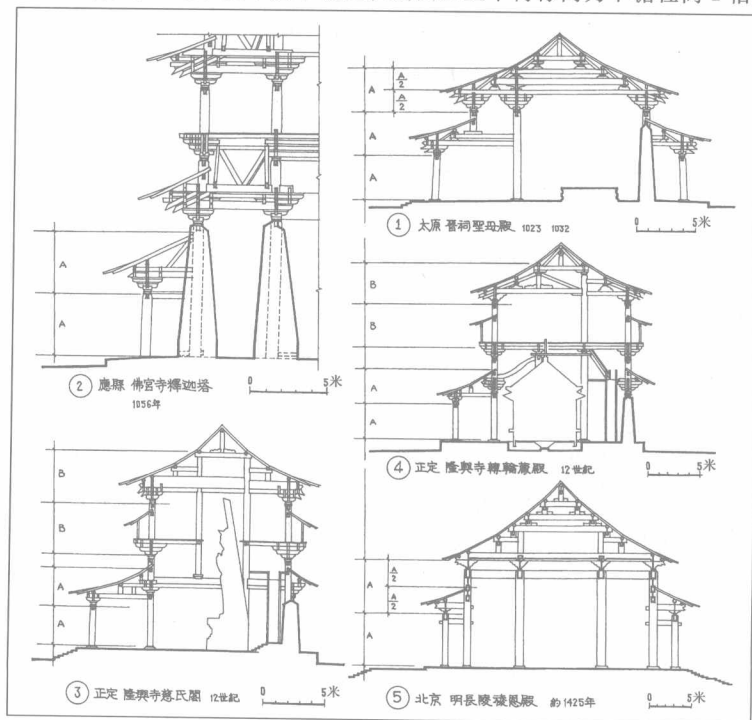 A/2
A/2
A
A
A
① 太原 晋祠聖母殿 1023 1032
0 5米
A
A
② 應縣 佛宮寺釋迦塔
1056年
0 5米
B
B
A
A
④ 正定 隆興寺轉輪藏殿 12世紀
0 5米
B
B
A
A
③ 正定 隆興寺慈氏閣 12世紀
0 5米
A/2
A/2
A
A
⑤ 北京 明長陵祾恩殿 約1425年
0 5米